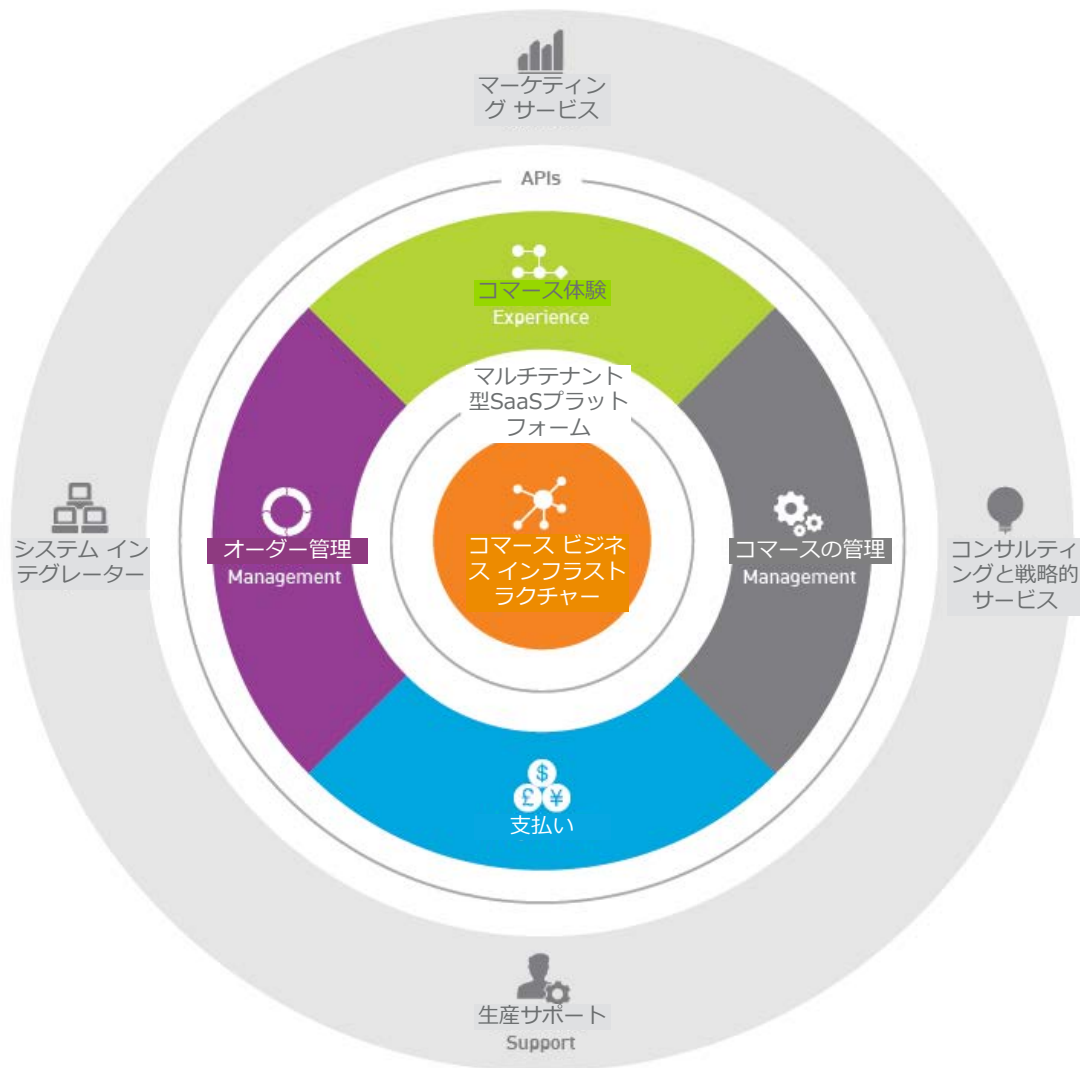 マーケティン
グ サービス
APIs
コマース体験
Experience
マルチテナント
型SaaSプラット
フォーム
システム イン
テグレーター
オーダー管理
Management
コマース ビジネ
ス インフラスト
ラクチャー
コマースの管理
Management
コンサルティ
ングと戦略的
サービス
$
£ ¥
支払い
生産サポート
Support